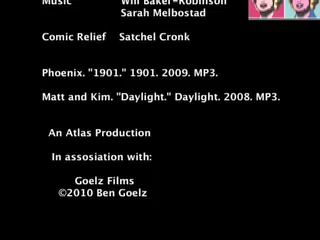 Music Will Baker-Robinson
Sarah Melbostad
Comic Relief Satchel Cronk
Phoenix. "1901." 1901. 2009. MP3.
Matt and Kim. "Daylight." Daylight. 2008. MP3.
An Atlas Production
In assosiation with:
Goelz Films
©2010 Ben Goelz